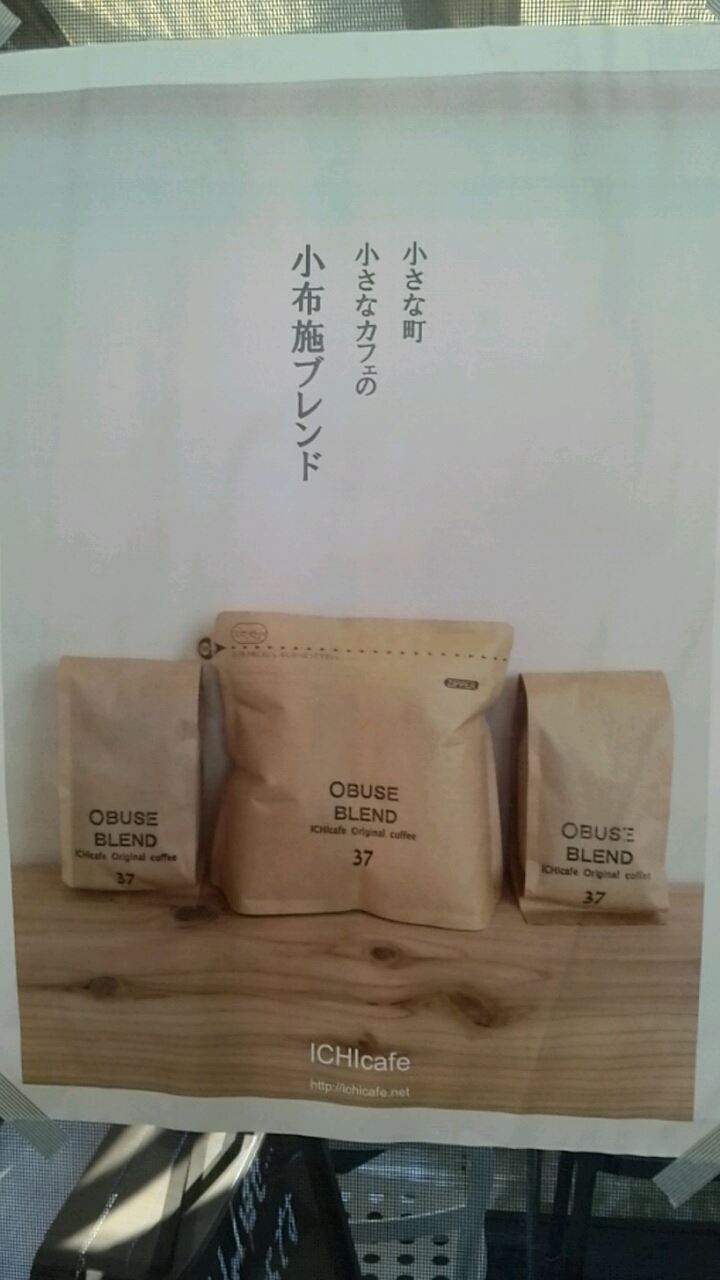 小さな町
小さなカフェの
小布施ブレンド
ZIPPER
OBUSE
BLEND
ICHIcafe Original coffee
37
OBUSE
BLEND
ICHIcafe Original coffee
37
OBUSE
BLEND
ICHIcafe Original coffee
37
ICHIcafe
http://ichicafe.net